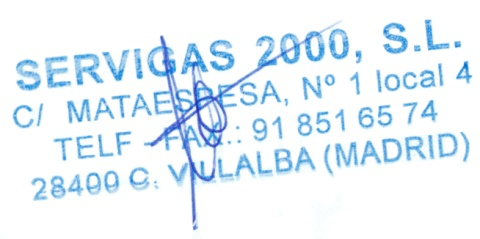 SERVIGAS 2000, S.L.
C/ MATAESPESA, Nº 1 local 4
TELF - FAX.: 91 851 65 74
28400 C. VILLALBA (MADRID)